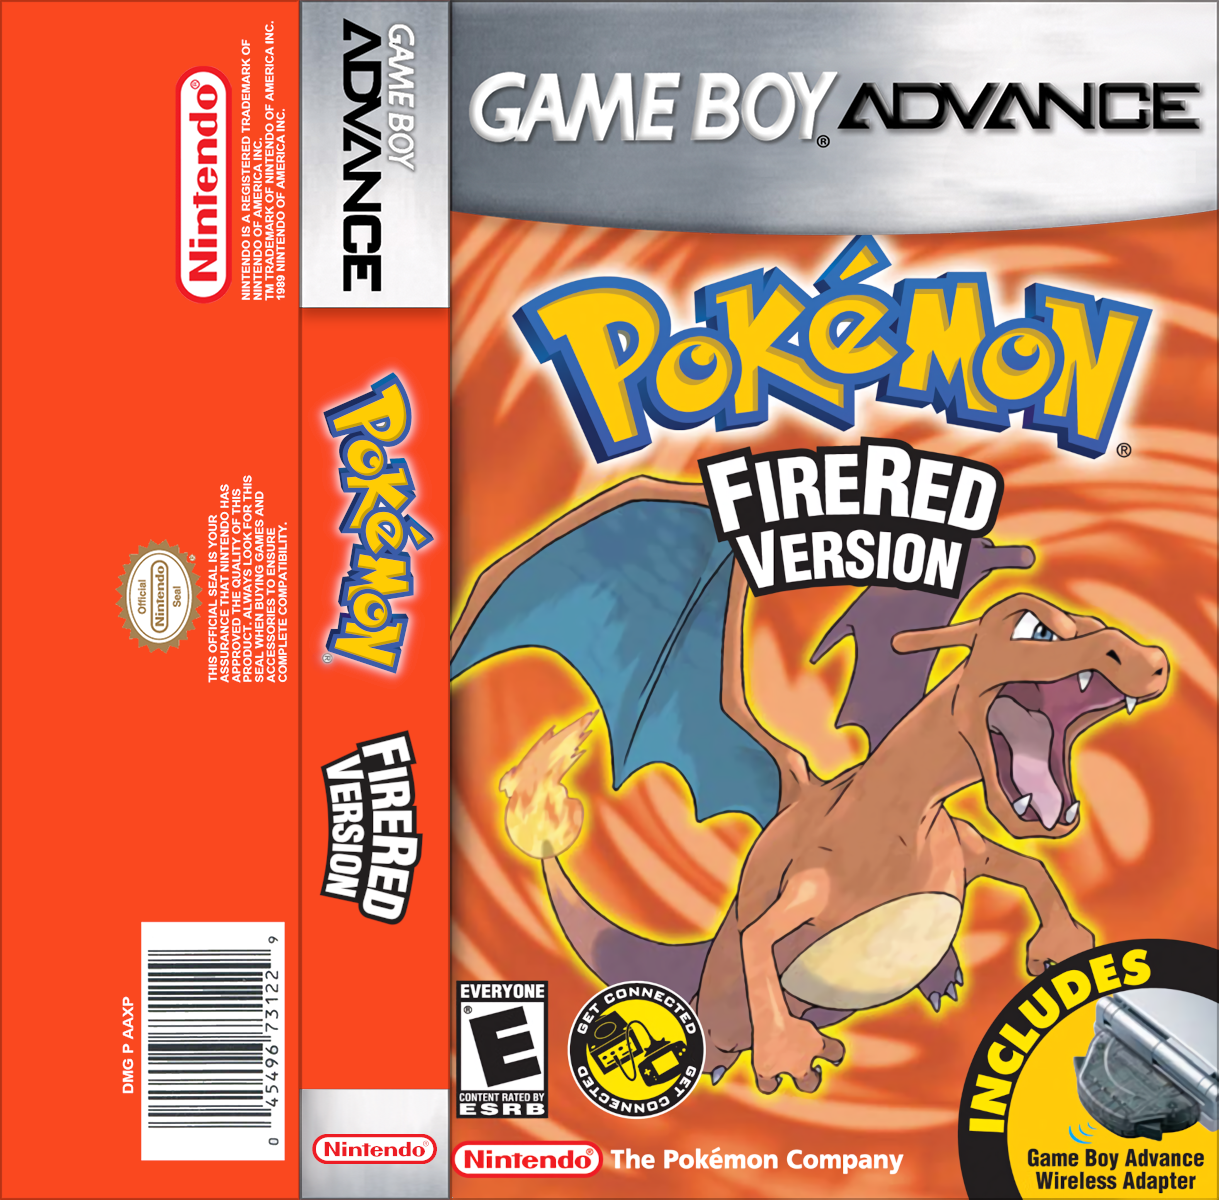 Nintendo®
NINTENDO IS A REGISTERED TRADEMARK OF
NINTENDO OF AMERICA INC.
TM TRADEMARK OF NINTENDO OF AMERICA INC.
1989 NINTENDO OF AMERICA INC.
Official
Nintendo
Seal
THIS OFFICIAL SEAL IS YOUR
ASSURANCE THAT NINTENDO HAS
APPROVED THE QUALITY OF THIS
PRODUCT. ALWAYS LOOK FOR THIS
SEAL WHEN BUYING GAMES AND
ACCESSORIES TO ENSURE
COMPLETE COMPATIBILITY.
DMG P AAXP
0 45496 73122 9
GAME BOY
ADVANCE
POKéMON®
FIRERED
VERSION
Nintendo®
GAME BOY® ADVANCE
POKéMON®
FIRERED
VERSION
EVERYONE
E®
CONTENT RATED BY
ESRB
GET CONNECTED
GET CONNECTED
Nintendo® The Pokémon Company
INCLUDES
Game Boy Advance
Wireless Adapter